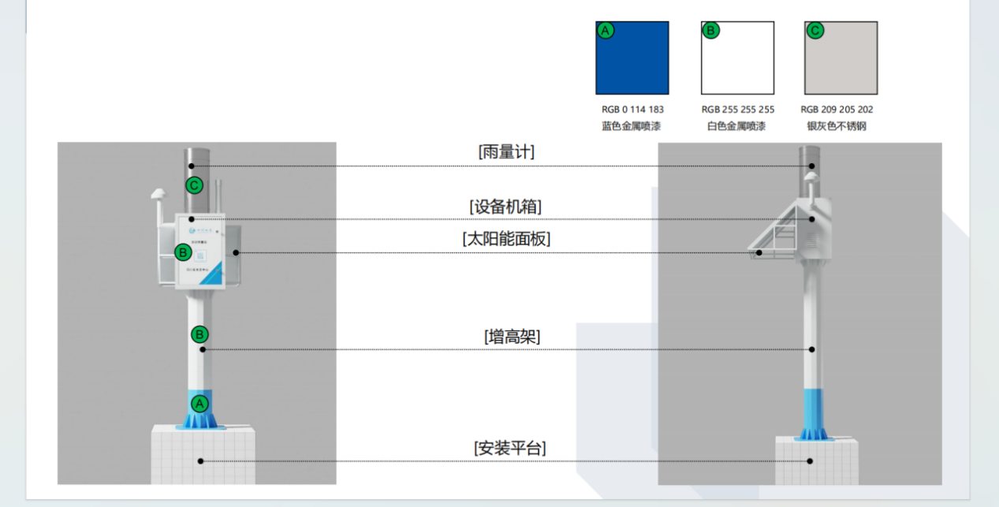 A
B
C
RGB 0 114 183
RGB 255 255 255
RGB 209 205 202
蓝色金属喷漆
白色金属喷漆
银灰色不锈钢
[雨量计]
C
[设备机箱]
[太阳能面板]
B
B
[增高架]
A
[安装平台]